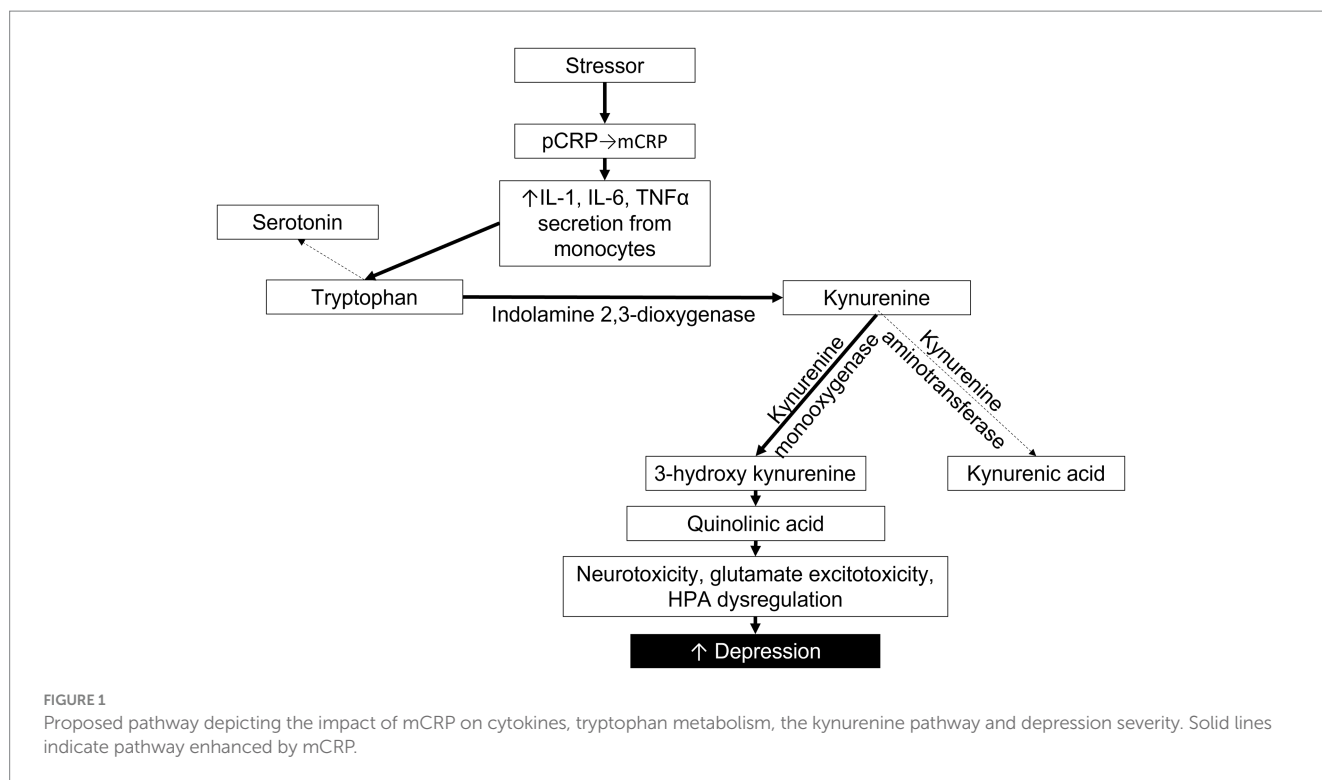 Stressor
pCRP→mCRP
↑IL-1, IL-6, TNFα
secretion from
monocytes
Serotonin
Tryptophan
Indolamine 2,3-dioxygenase
Kynurenine
Kynurenine
monooxygenase
Kynurenine
aminotransferase
3-hydroxy kynurenine
Kynurenic acid
Quinolinic acid
Neurotoxicity, glutamate excitotoxicity,
HPA dysregulation
↑ Depression
FIGURE 1
Proposed pathway depicting the impact of mCRP on cytokines, tryptophan metabolism, the kynurenine pathway and depression severity. Solid lines
indicate pathway enhanced by mCRP.